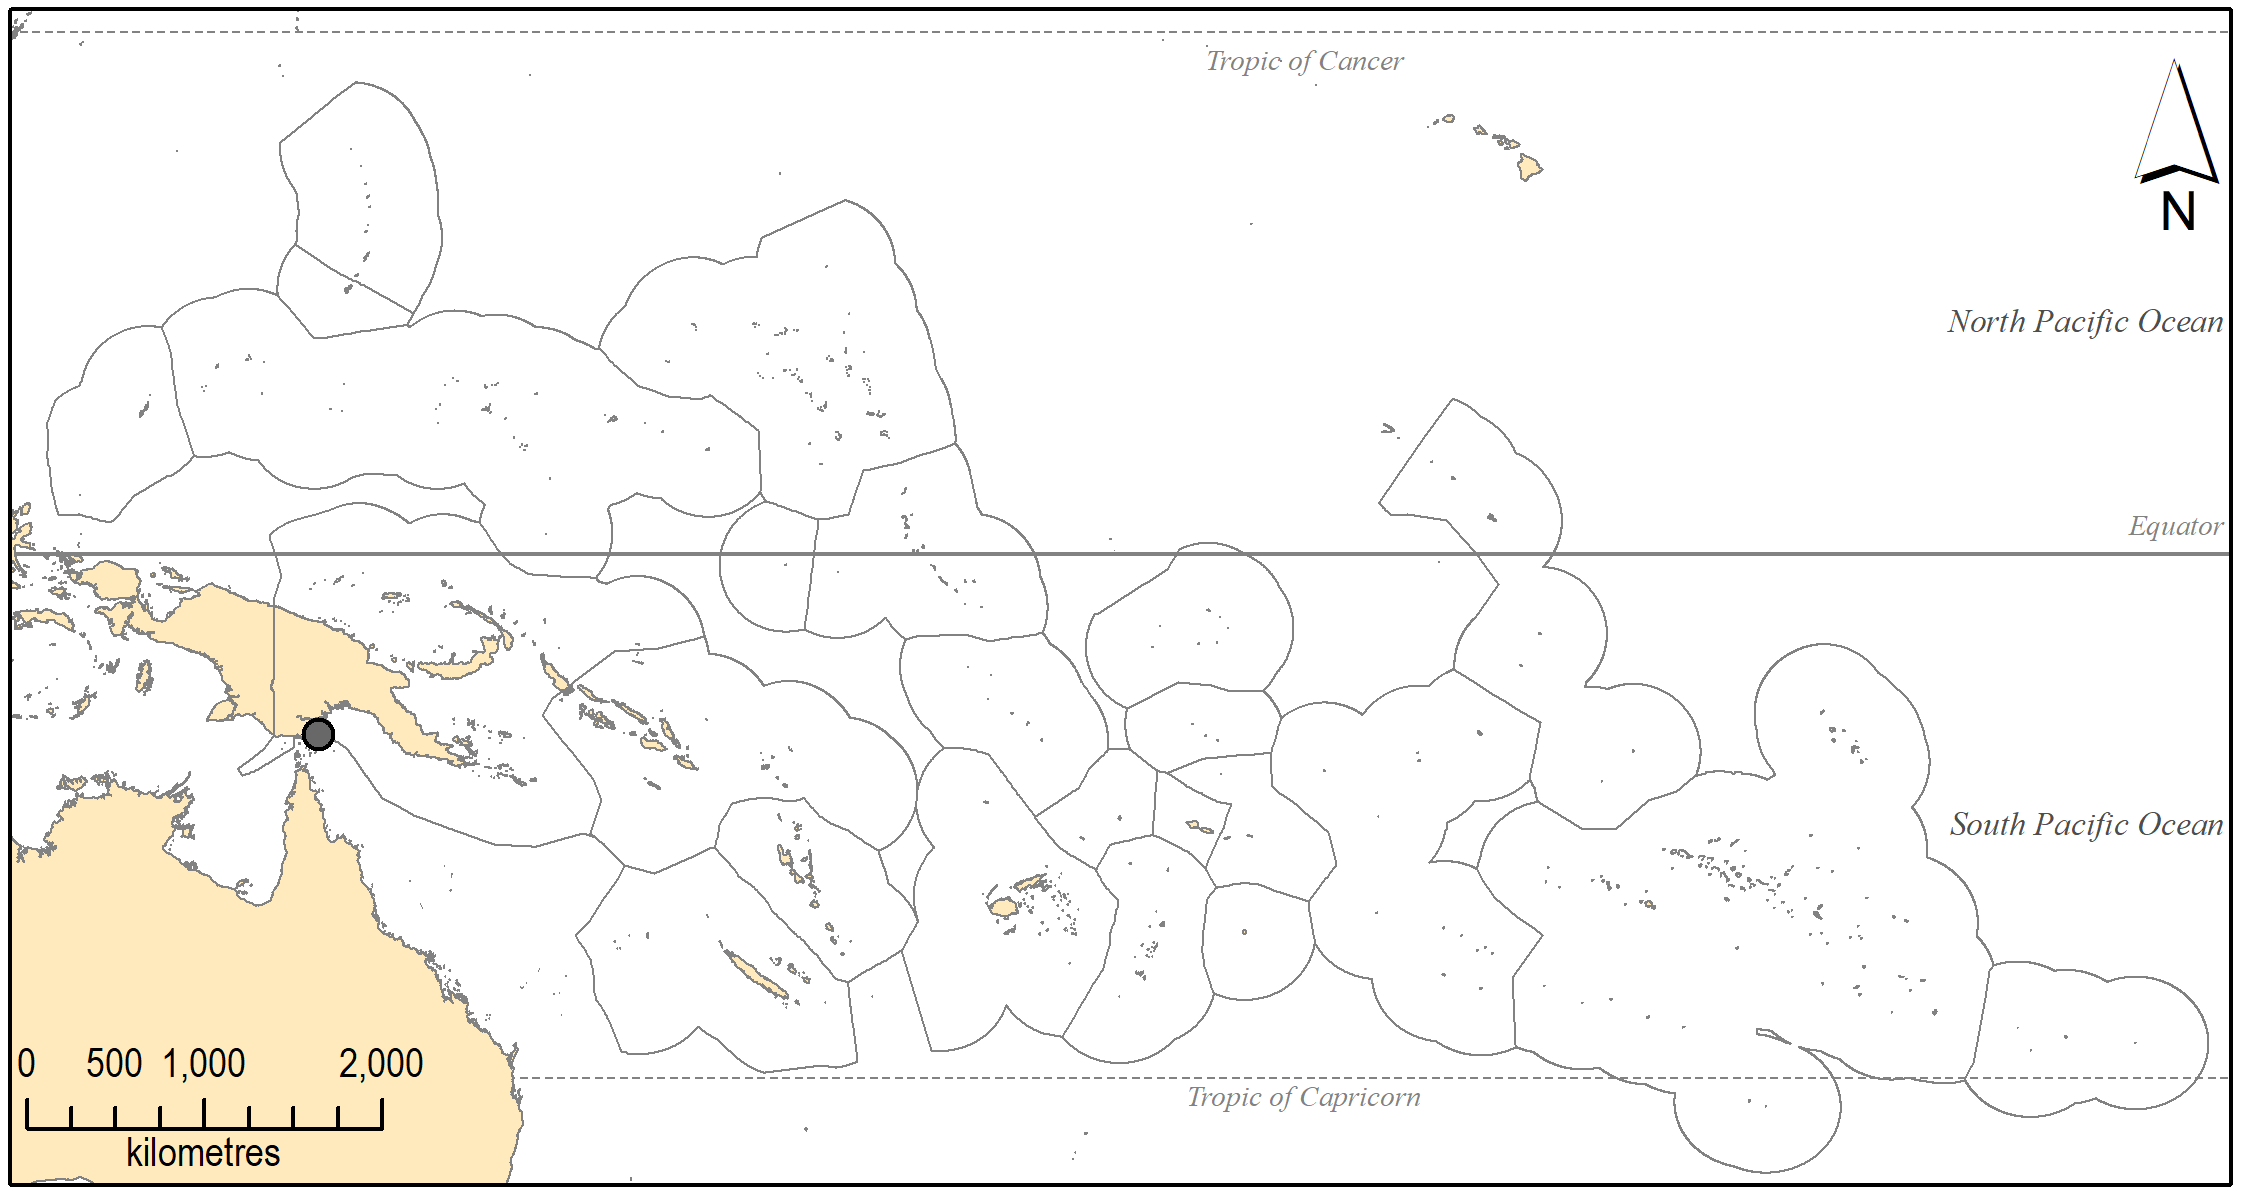 Tropic of Cancer
N
North Pacific Ocean
Equator
South Pacific Ocean
0 500 1,000 2,000
kilometres
Tropic of Capricorn